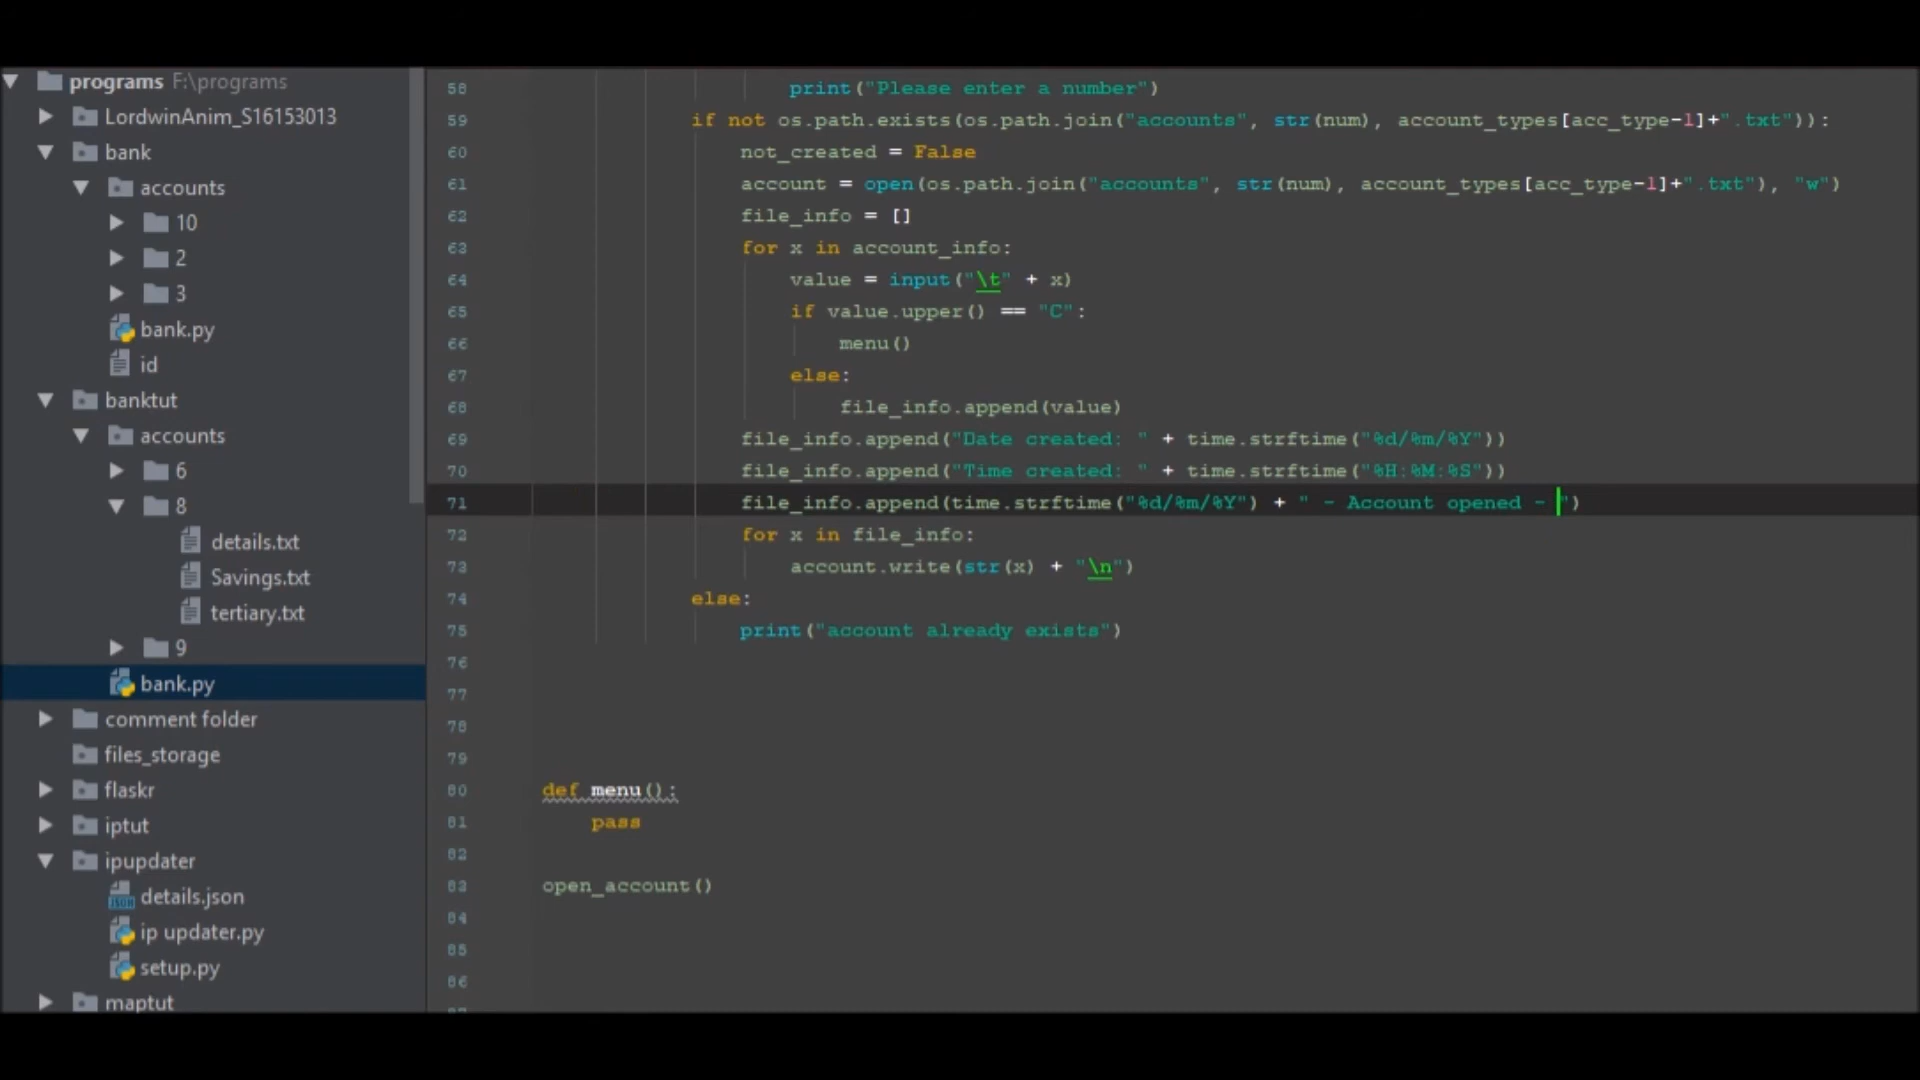 programs F:\programs
LordwinAnim_S16153013
bank
accounts
10
2
3
bank.py
id
banktut
accounts
6
8
details.txt
Savings.txt
tertiary.txt
9
bank.py
comment folder
files_storage
flaskr
iptut
ipupdater
details.json
ip updater.py
setup.py
maptut
58 print("Please enter a number")
59 if not os.path.exists(os.path.join("accounts", str(num), account_types[acc_type-1]+".txt")):
60 not_created = False
61 account = open(os.path.join("accounts", str(num), account_types[acc_type-1]+".txt"), "w")
62 file_info = []
63 for x in account_info:
64 value = input("\t" + x)
65 if value.upper() == "C":
66 menu()
67 else:
68 file_info.append(value)
69 file_info.append("Date created: " + time.strftime("%d/%m/%Y"))
70 file_info.append("Time created: " + time.strftime("%H:%M:%S"))
71 file_info.append(time.strftime("%d/%m/%Y") + " - Account opened - ")
72 for x in file_info:
73 account.write(str(x) + "\n")
74 else:
75 print("account already exists")
76
77
78
79
80 def menu():
81 pass
82
83 open_account()
84
85
86